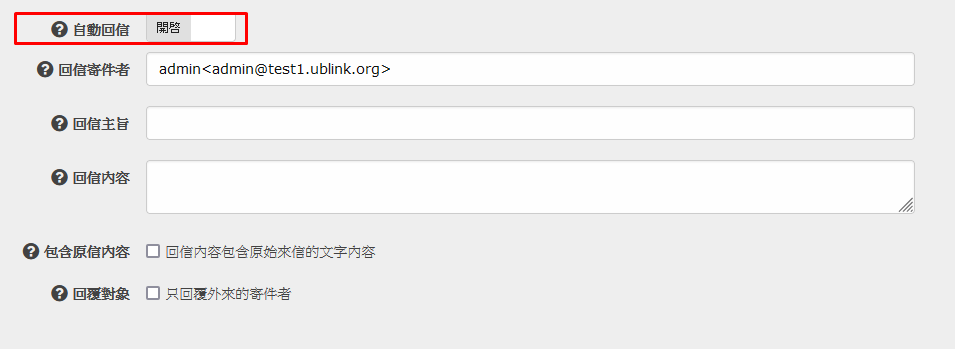 自動回信 開啓
回信寄件者 admin<admin@test1.ublink.org>
回信主旨
回信內容
包含原信內容 回信內容包含原始來信的文字內容
回覆對象 只回覆外來的寄件者